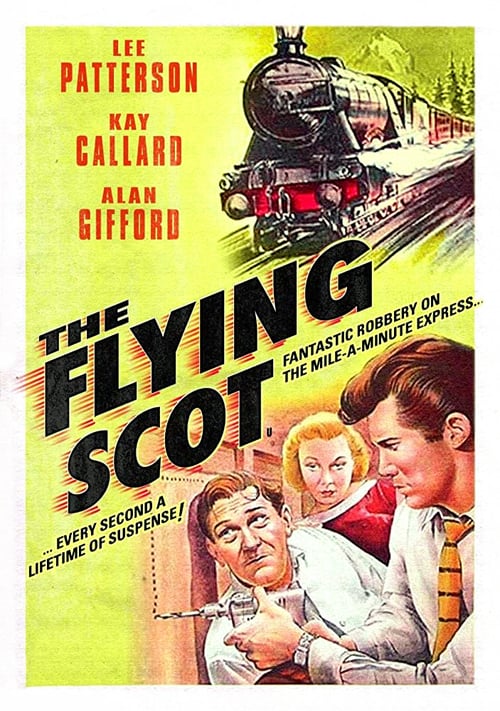 LEE
PATTERSON
KAY
CALLARD
ALAN
GIFFORD
THE
FLYING
SCOT
U
FANTASTIC ROBBERY ON
THE MILE-A-MINUTE EXPRESS...
... EVERY SECOND A
LIFETIME OF SUSPENSE!